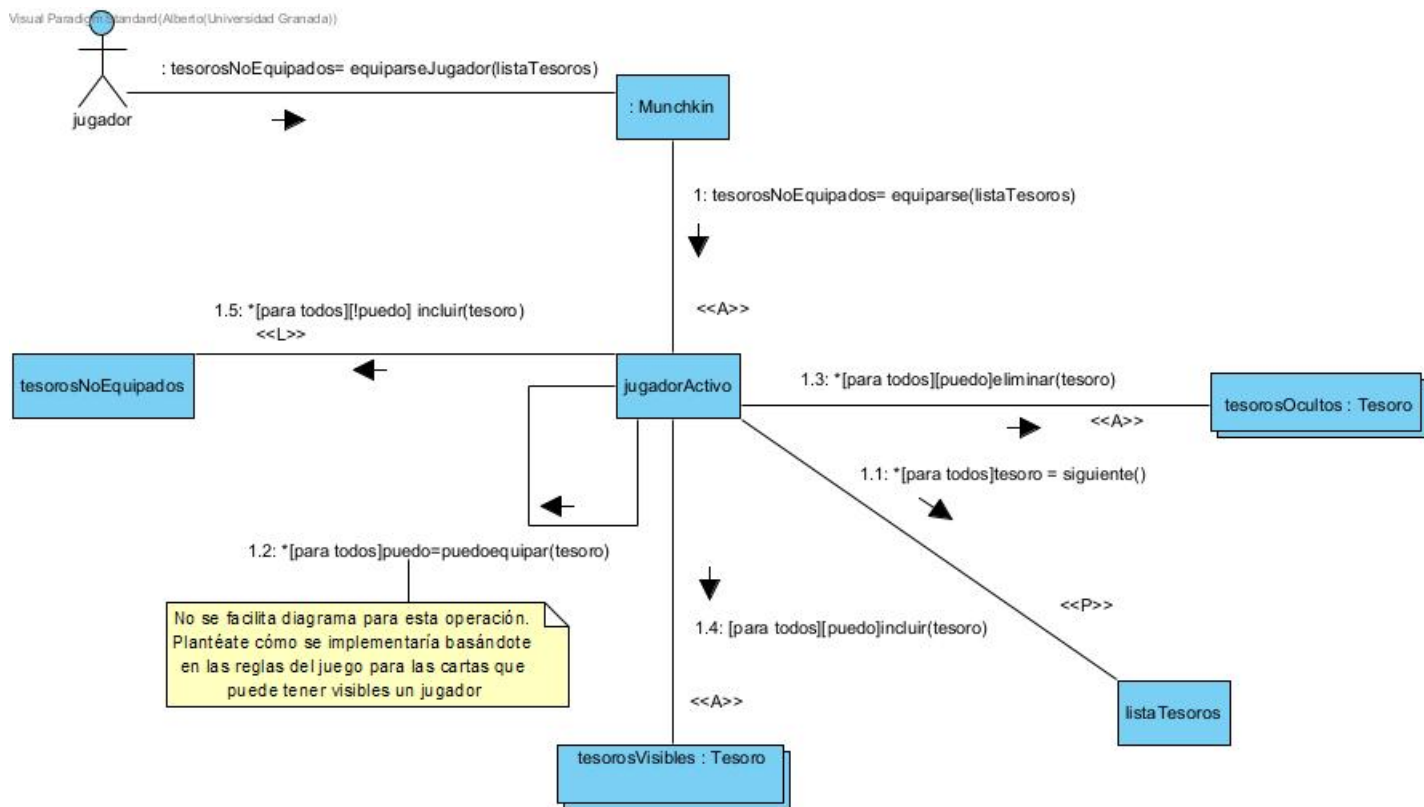 Visual Paradigm Standard(Alberto(Universidad Granada))
: tesorosNoEquipados= equiparseJugador(listaTesoros)
jugador
: Munchkin
1: tesorosNoEquipados= equiparse(listaTesoros)
1.5: *[para todos][!puedo] incluir(tesoro)
<<L>>
<<A>>
tesorosNoEquipados
jugadorActivo
1.3: *[para todos][puedo]eliminar(tesoro)
<<A>>
tesorosOcultos : Tesoro
1.1: *[para todos]tesoro = siguiente()
1.2: *[para todos]puedo=puedoequipar(tesoro)
No se facilita diagrama para esta operación.
Plantéate cómo se implementaría basándote
en las reglas del juego para las cartas que
puede tener visibles un jugador
1.4: [para todos][puedo]incluir(tesoro)
<<P>>
<<A>>
listaTesoros
tesorosVisibles : Tesoro